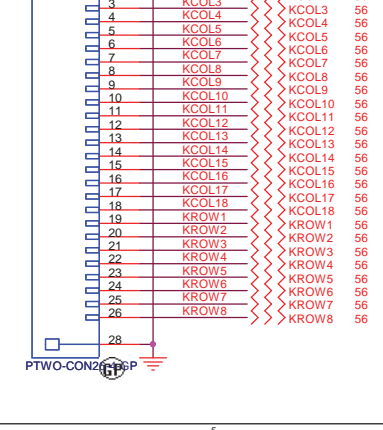 3 KCOL3 KCOL3 56
4 KCOL4 KCOL4 56
5 KCOL5 KCOL5 56
6 KCOL6 KCOL6 56
7 KCOL7 KCOL7 56
8 KCOL8 KCOL8 56
9 KCOL9 KCOL9 56
10 KCOL10 KCOL10 56
11 KCOL11 KCOL11 56
12 KCOL12 KCOL12 56
13 KCOL13 KCOL13 56
14 KCOL14 KCOL14 56
15 KCOL15 KCOL15 56
16 KCOL16 KCOL16 56
17 KCOL17 KCOL17 56
18 KCOL18 KCOL18 56
19 KROW1 KROW1 56
20 KROW2 KROW2 56
21 KROW3 KROW3 56
22 KROW4 KROW4 56
23 KROW5 KROW5 56
24 KROW6 KROW6 56
25 KROW7 KROW7 56
26 KROW8 KROW8 56
28
GP